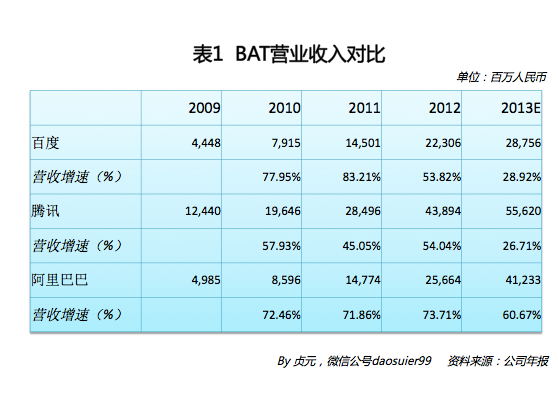 表1 BAT营业收入对比
单位：百万人民币
2009 2010 2011 2012 2013E
百度 4,448 7,915 14,501 22,306 28,756
营收增速（%） 77.95% 83.21% 53.82% 28.92%
腾讯 12,440 19,646 28,496 43,894 55,620
营收增速（%） 57.93% 45.05% 54.04% 26.71%
阿里巴巴 4,985 8,596 14,774 25,664 41,233
营收增速（%） 72.46% 71.86% 73.71% 60.67%
By 贞元，微信公号daosuier99 资料来源：公司年报